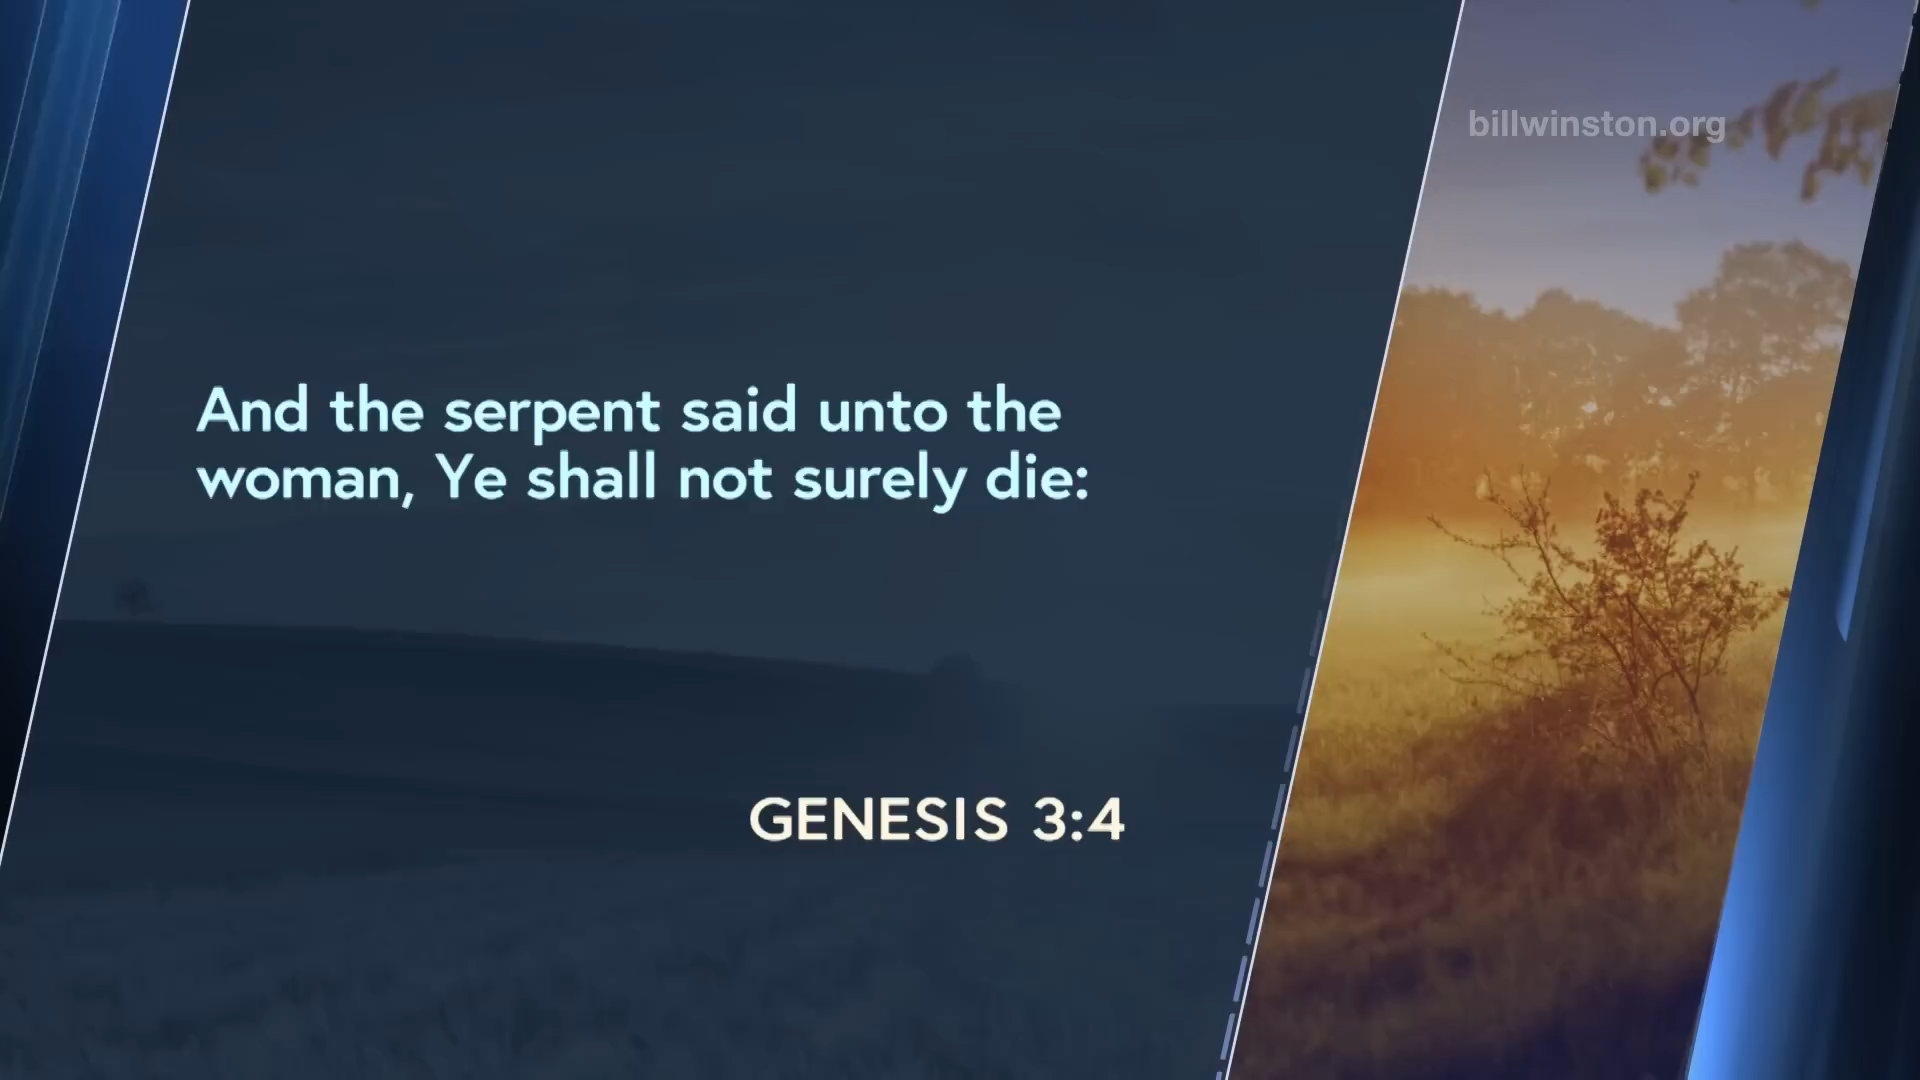 billwinston.org
And the serpent said unto the
woman, Ye shall not surely die:
GENESIS 3:4